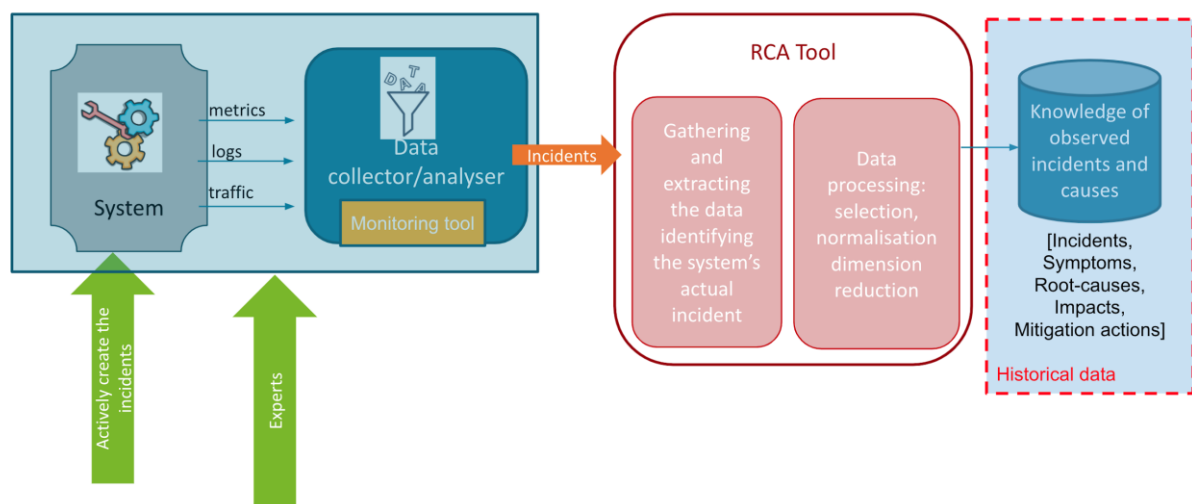 metrics
logs
traffic
System
DATA
Data
collector/analyser
Monitoring tool
Incidents
RCA Tool
Gathering
and
extracting
the data
identifying
the system's
actual
incident
Data
processing:
selection,
normalisation
dimension
reduction
Knowledge of
observed
incidents and
causes
[Incidents,
Symptoms,
Root-causes,
Impacts,
Mitigation actions]
Historical data
Actively create the
incidents
Experts